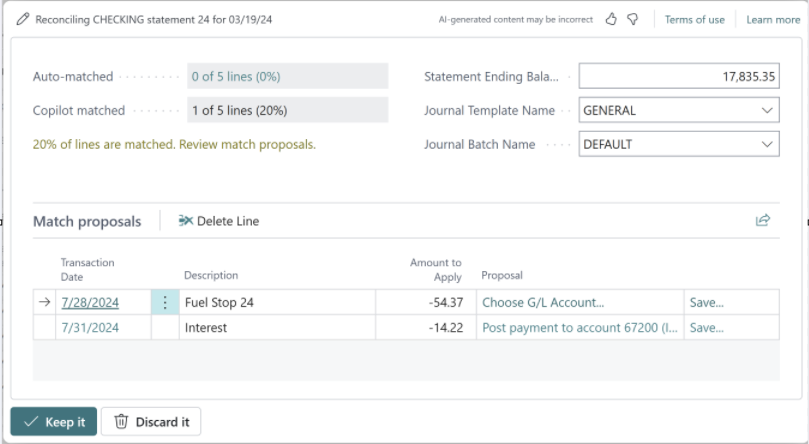 Reconciling CHECKING statement 24 for 03/19/24
AI-generated content may be incorrect
Terms of use
Learn more
Auto-matched 0 of 5 lines (0%)
Statement Ending Bala... 17,835.35
Copilot matched 1 of 5 lines (20%)
Journal Template Name GENERAL
20% of lines are matched. Review match proposals.
Journal Batch Name DEFAULT
Match proposals Delete Line
Transaction Date Description Amount to Apply Proposal
7/28/2024 Fuel Stop 24 -54.37 Choose G/L Account... Save...
7/31/2024 Interest -14.22 Post payment to account 67200 (I... Save...
Keep it Discard it